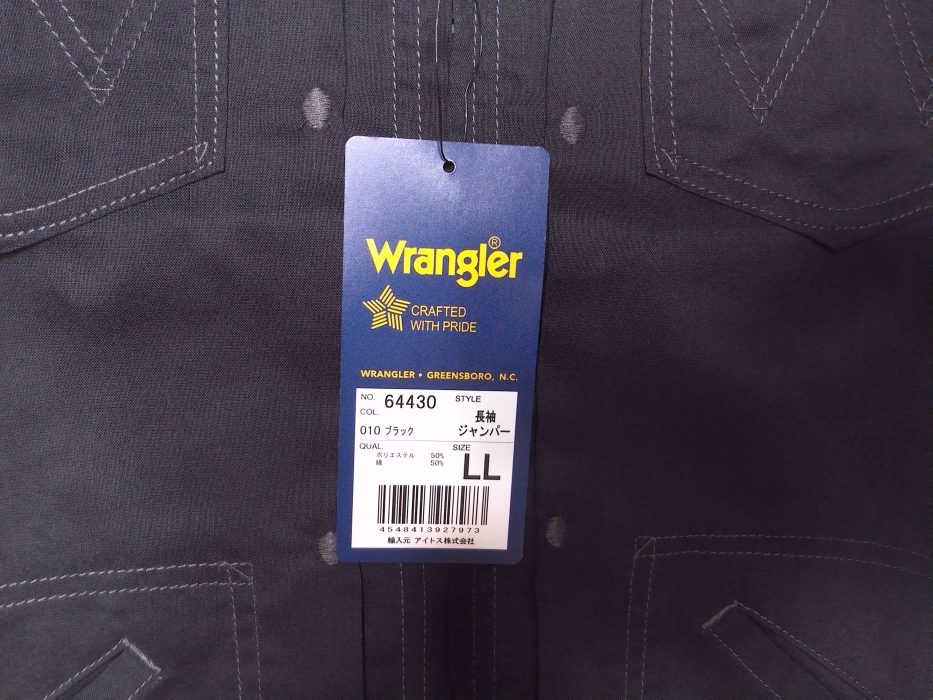 Wrangler®
CRAFTED
WITH PRIDE
WRANGLER • GREENSBORO, N.C.
NO. 64430 STYLE
COL. 長袖
010 ブラック ジャンパー
QUAL. SIZE
ポリエステル 50% LL
綿 50%
4548413927973
輸入元 アイトス株式会社